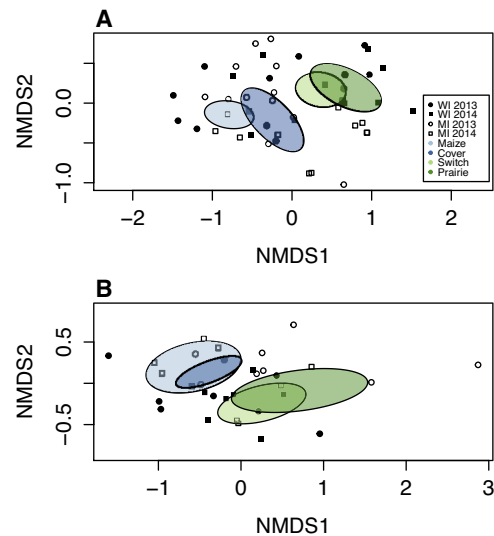 A
NMDS2
0.0
−1.0
WI 2013
WI 2014
MI 2013
MI 2014
Maize
Cover
Switch
Prairie
−2 −1 0 1 2
NMDS1
B
NMDS2
0.5
−0.5
−1 0 1 2 3
NMDS1